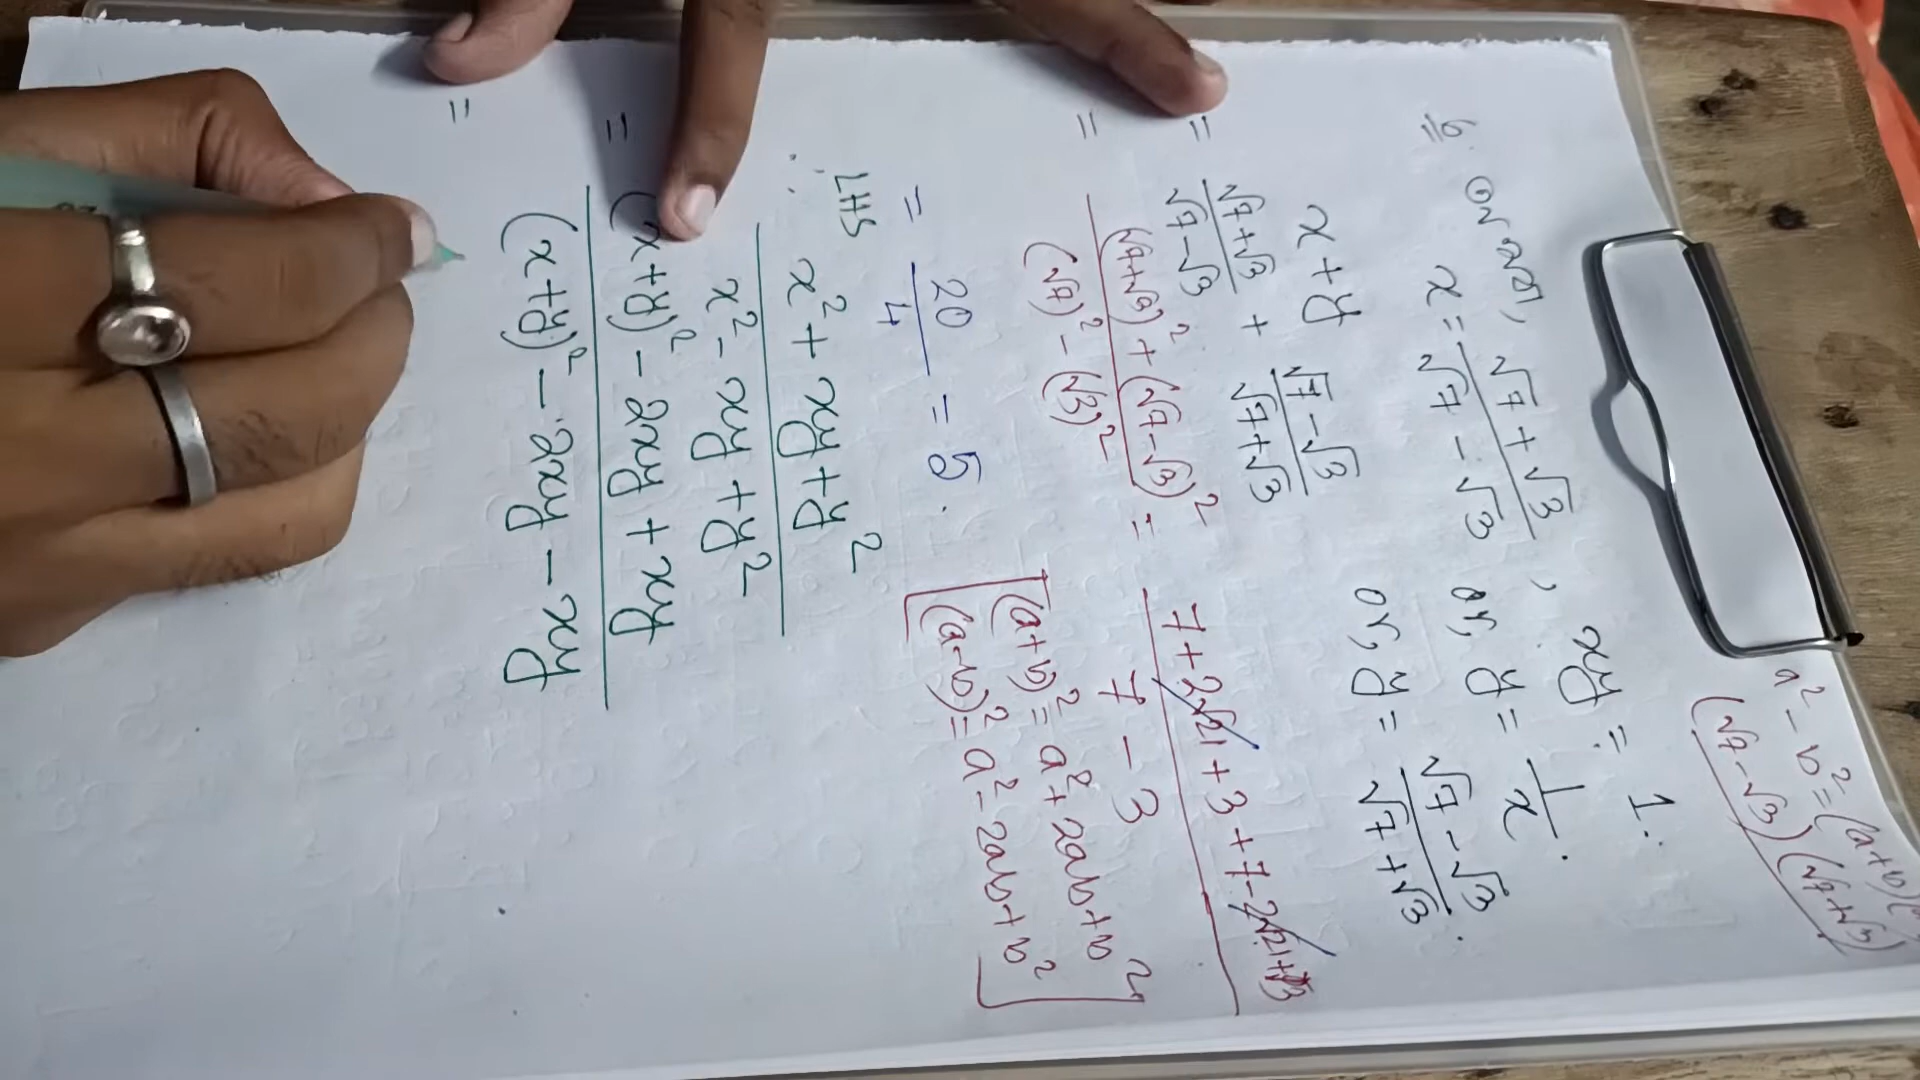 a² - b² = (a+b)(
(√7 - √3)(√7+√3)
x = (√7 + √3)/(√7 - √3), xy = 1.
or, y = 1/x.
or, y = (√7 - √3)/(√7 + √3).
x + y
= (√7+√3)/(√7-√3) + (√7-√3)/(√7+√3)
= ((√7+√3)² + (√7-√3)²)/((√7)² - (√3)²) = (7+2√21+3+7-2√21+3)/(7-3)
= 20/4 = 5.
(a+b)² = a² + 2ab + b²
(a-b)² = a² - 2ab + b²
∴ LHS
(x² + xy + y²)/(x² - xy + y²)
= ((x+y)² - 2xy + xy)/((x+y)² - 2xy - xy)
=